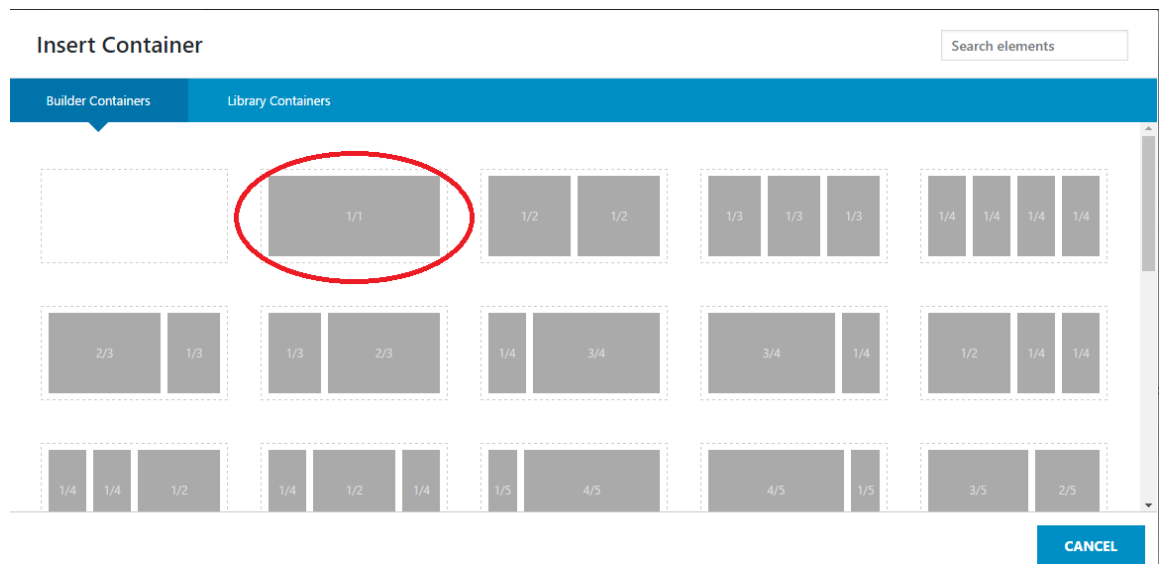 Insert Container
Search elements
Builder Containers Library Containers
1/1 1/2 1/2 1/3 1/3 1/3 1/4 1/4 1/4 1/4
2/3 1/3 1/3 2/3 1/4 3/4 3/4 1/4 1/2 1/4 1/4
1/4 1/4 1/2 1/4 1/2 1/4 1/5 4/5 4/5 1/5 3/5 2/5
CANCEL